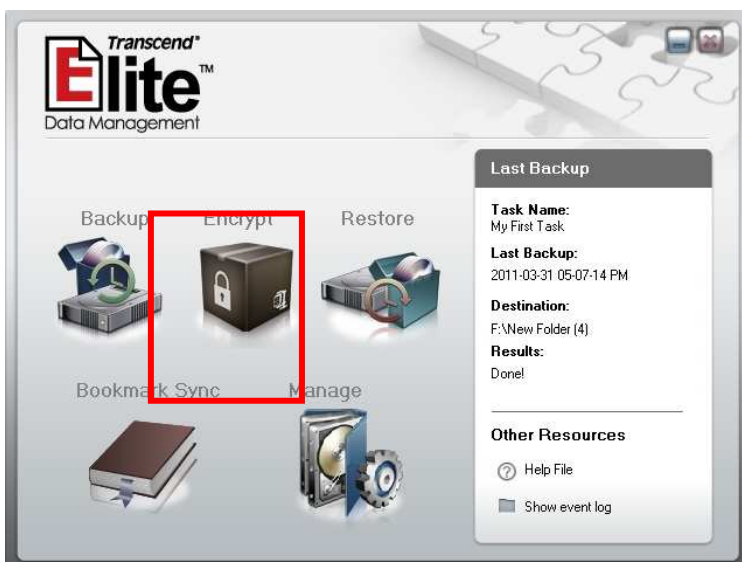 Transcend®
Elite™
Data Management
Last Backup
Task Name:
My First Task
Last Backup:
2011-03-31 05-07-14 PM
Destination:
F:\New Folder (4)
Results:
Done!
Other Resources
Help File
Show event log
Backup Encrypt Restore
Bookmark Sync Manage